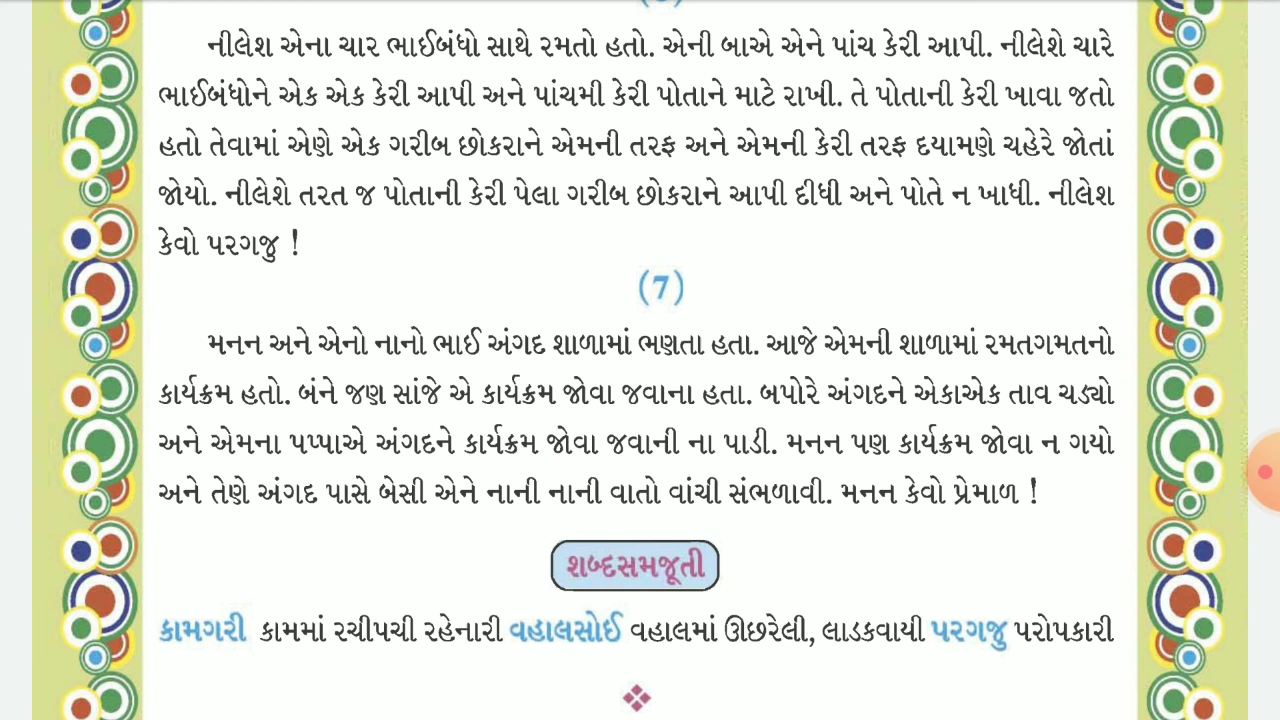 નીલેશ એના ચાર ભાઈબંધો સાથે રમતો હતો. એની બાએ એને પાંચ કેરી આપી. નીલેશે ચારે
ભાઈબંધોને એક એક કેરી આપી અને પાંચમી કેરી પોતાને માટે રાખી. તે પોતાની કેરી ખાવા જતો
હતો તેવામાં એણે એક ગરીબ છોકરાને એમની તરફ અને એમની કેરી તરફ દયામણે ચહેરે જોતાં
જોયો. નીલેશે તરત જ પોતાની કેરી પેલા ગરીબ છોકરાને આપી દીધી અને પોતે ન ખાધી. નીલેશ
કેવો પરગજુ !
(7)
મનન અને એનો નાનો ભાઈ અંગદ શાળામાં ભણતા હતા. આજે એમની શાળામાં રમતગમતનો
કાર્યક્રમ હતો. બંને જણ સાંજે એ કાર્યક્રમ જોવા જવાના હતા. બપોરે અંગદને એકાએક તાવ ચડ્યો
અને એમના પપ્પાએ અંગદને કાર્યક્રમ જોવા જવાની ના પાડી. મનન પણ કાર્યક્રમ જોવા ન ગયો
અને તેણે અંગદ પાસે બેસી એને નાની નાની વાતો વાંચી સંભળાવી. મનન કેવો પ્રેમાળ !
શબ્દસમજૂતી
કામગરી કામમાં રચીપચી રહેનારી વહાલસોઈ વહાલમાં ઊછરેલી, લાડકવાયી પરગજુ પરોપકારી